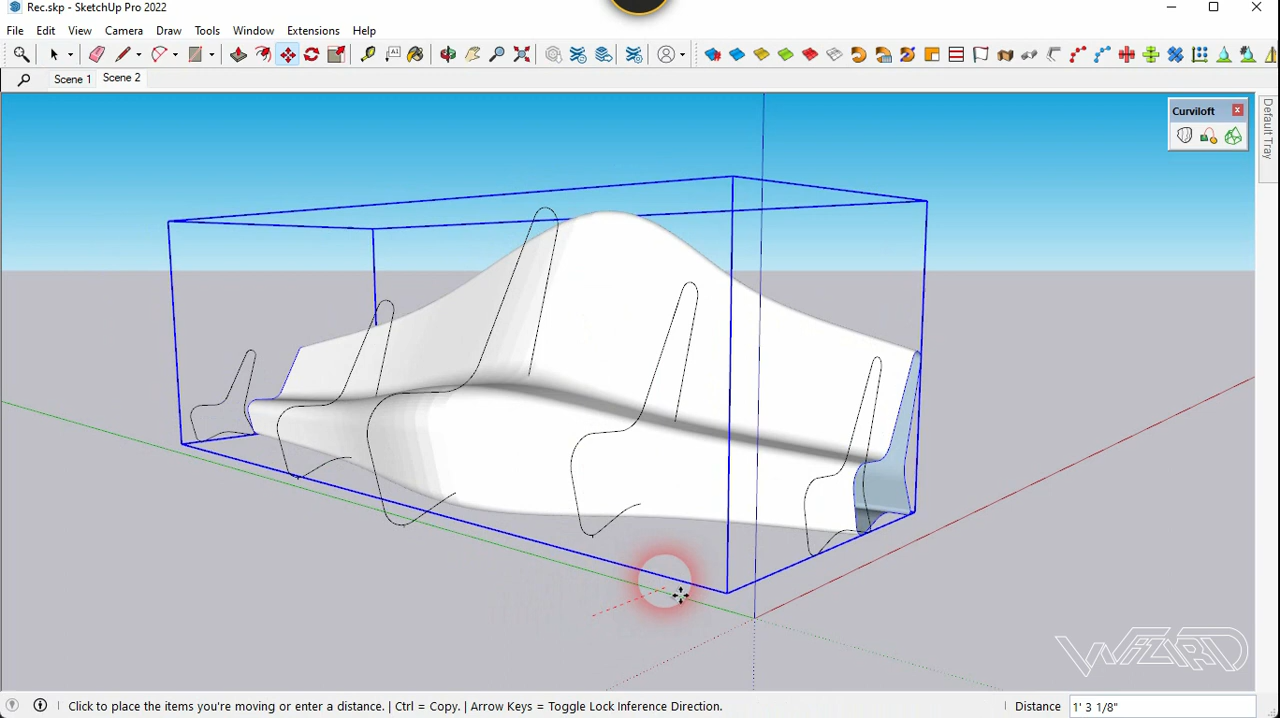 Rec.skp - SketchUp Pro 2022
File Edit View Camera Draw Tools Window Extensions Help
Scene 1 Scene 2
Curviloft
Default Tray
WIZARD
Click to place the items you're moving or enter a distance. | Ctrl = Copy. | Arrow Keys = Toggle Lock Inference Direction.
Distance 1' 3 1/8"